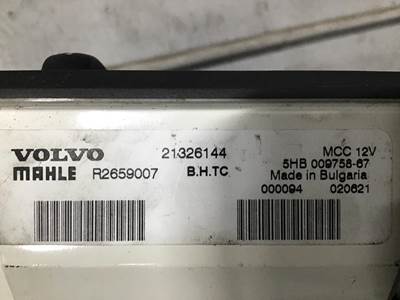 VOLVO 21326144 MCC 12V
5HB 009758-67
MAHLE R2659007 B.H.TC Made in Bulgaria
000094 020621